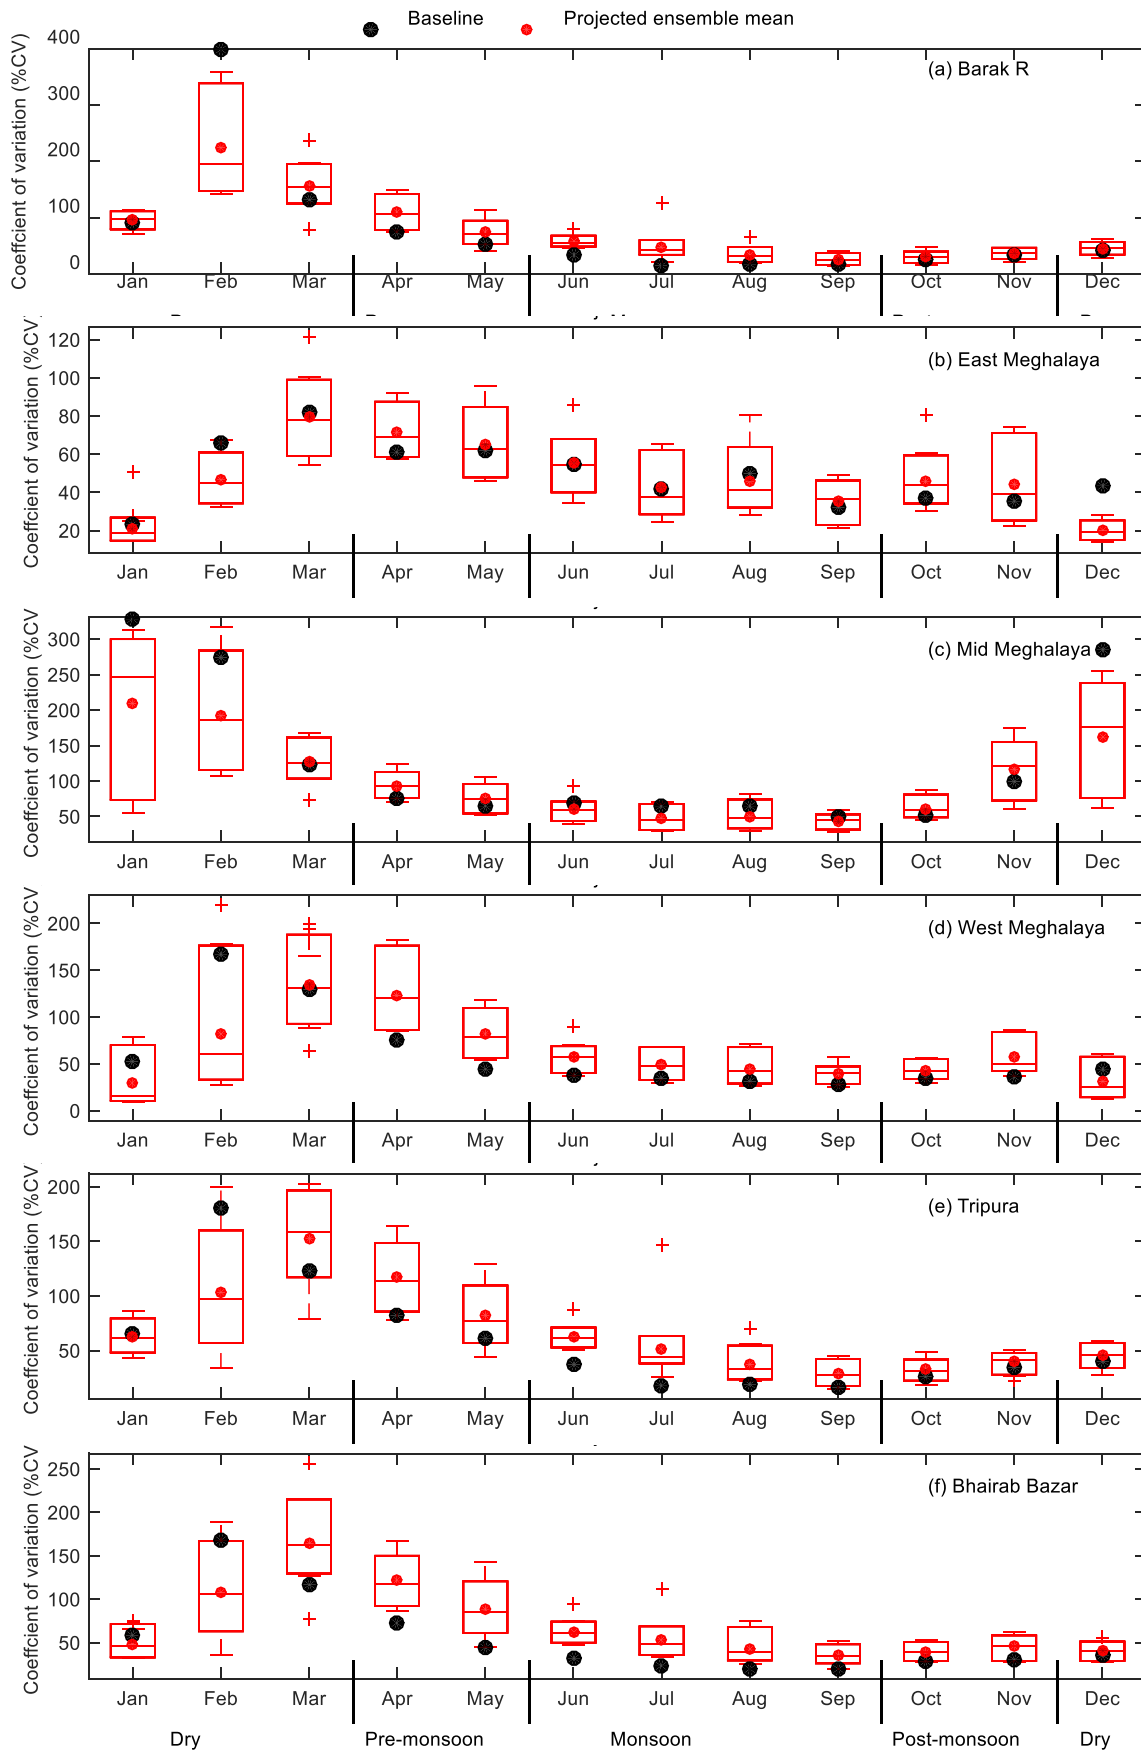 Baseline Projected ensemble mean
400
300
200
100
0
Coeffcient of variation (%CV)
(a) Barak R
Jan Feb Mar Apr May Jun Jul Aug Sep Oct Nov Dec
120
100
80
60
40
20
Coeffcient of variation (%CV)
(b) East Meghalaya
Jan Feb Mar Apr May Jun Jul Aug Sep Oct Nov Dec
300
250
200
150
100
50
Coeffcient of variation (%CV
(c) Mid Meghalaya
Jan Feb Mar Apr May Jun Jul Aug Sep Oct Nov Dec
200
150
100
50
0
Coeffcient of variation (%CV
(d) West Meghalaya
Jan Feb Mar Apr May Jun Jul Aug Sep Oct Nov Dec
200
150
100
50
Coeffcient of variation (%CV
(e) Tripura
Jan Feb Mar Apr May Jun Jul Aug Sep Oct Nov Dec
250
200
150
100
50
Coeffcient of variation (%CV
(f) Bhairab Bazar
Jan Feb Mar Apr May Jun Jul Aug Sep Oct Nov Dec
Dry Pre-monsoon Monsoon Post-monsoon Dry